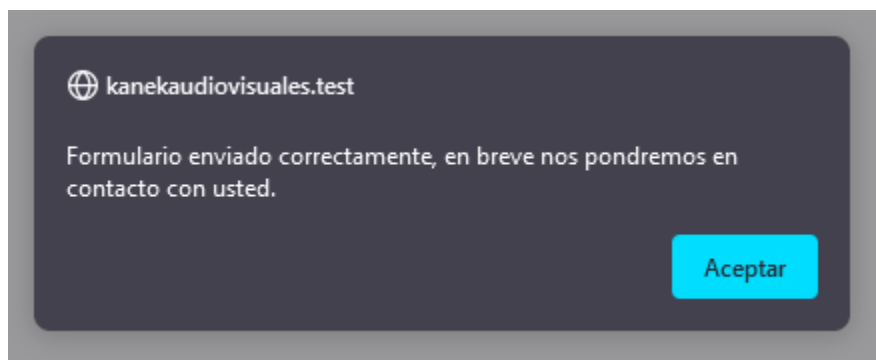 kanekaudiovisuales.test
Formulario enviado correctamente, en breve nos pondremos en
contacto con usted.
Aceptar